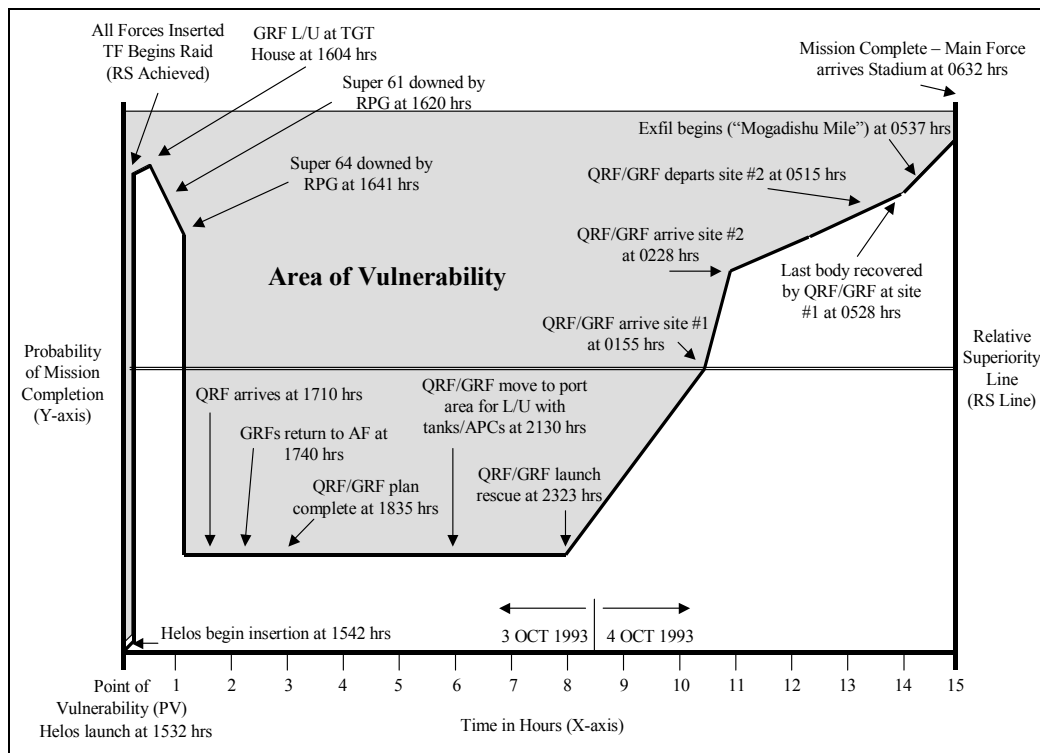 All Forces Inserted
TF Begins Raid
(RS Achieved)
GRF L/U at TGT
House at 1604 hrs
Super 61 downed by
RPG at 1620 hrs
Super 64 downed by
RPG at 1641 hrs
Mission Complete – Main Force
arrives Stadium at 0632 hrs
Exfil begins (“Mogadishu Mile”) at 0537 hrs
QRF/GRF departs site #2 at 0515 hrs
QRF/GRF arrive site #2
at 0228 hrs
Area of Vulnerability
Last body recovered
by QRF/GRF at site
#1 at 0528 hrs
QRF/GRF arrive site #1
at 0155 hrs
Probability
of Mission
Completion
(Y-axis)
Relative
Superiority
Line
(RS Line)
QRF arrives at 1710 hrs
GRFs return to AF at
1740 hrs
QRF/GRF plan
complete at 1835 hrs
QRF/GRF move to port
area for L/U with
tanks/APCs at 2130 hrs
QRF/GRF launch
rescue at 2323 hrs
Helos begin insertion at 1542 hrs
3 OCT 1993
4 OCT 1993
Point of
Vulnerability (PV)
Helos launch at 1532 hrs
1 2 3 4 5 6 7 8 9 10 11 12 13 14 15
Time in Hours (X-axis)